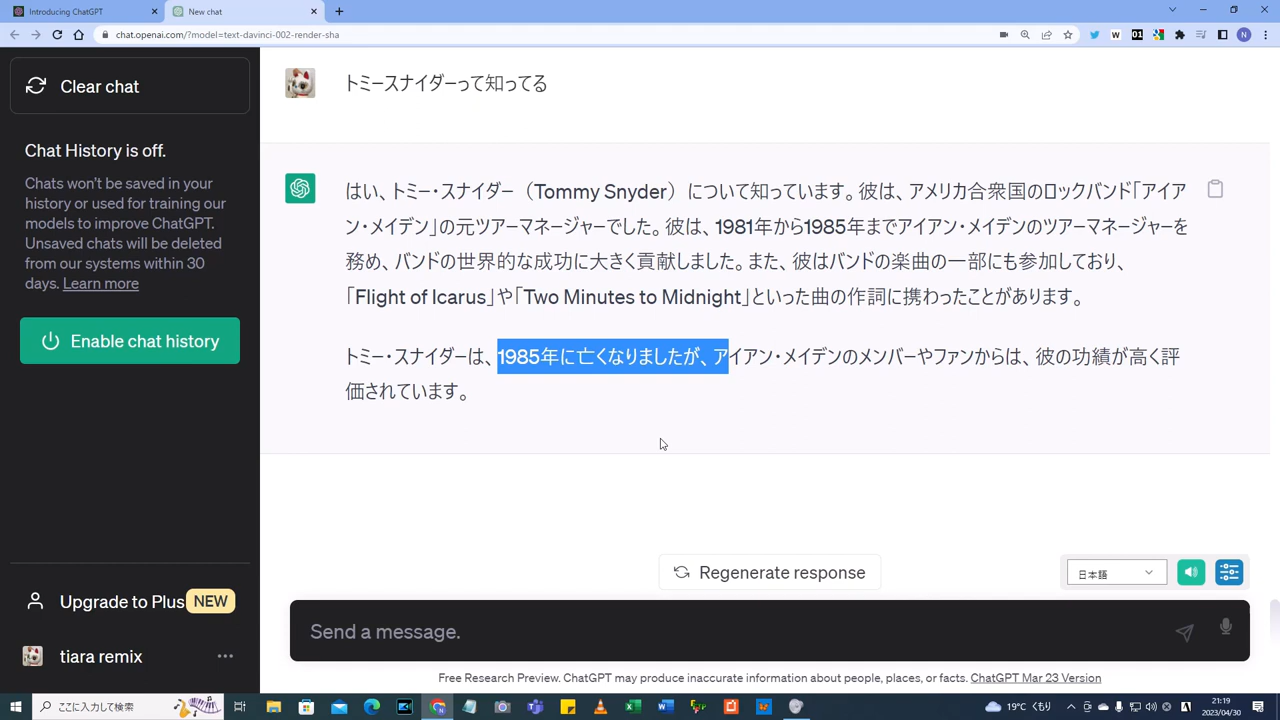 Introducing ChatGPT
New chat
chat.openai.com/?model=text-davinci-002-render-sha
Clear chat
Chat History is off.
Chats won't be saved in your
history or used for training our
models to improve ChatGPT.
Unsaved chats will be deleted
from our systems within 30
days. Learn more
Enable chat history
Upgrade to Plus NEW
tiara remix
トミースナイダーって知ってる
はい、トミー・スナイダー（Tommy Snyder）について知っています。彼は、アメリカ合衆国のロックバンド「アイア
ン・メイデン」の元ツアーマネージャーでした。彼は、1981年から1985年までアイアン・メイデンのツアーマネージャーを
務め、バンドの世界的な成功に大きく貢献しました。また、彼はバンドの楽曲の一部にも参加しており、
「Flight of Icarus」や「Two Minutes to Midnight」といった曲の作詞に携わったことがあります。
トミー・スナイダーは、1985年に亡くなりましたが、アイアン・メイデンのメンバーやファンからは、彼の功績が高く評
価されています。
Regenerate response
日本語
Send a message.
Free Research Preview. ChatGPT may produce inaccurate information about people, places, or facts. ChatGPT Mar 23 Version
ここに入力して検索
19°C くもり
21:19
2023/04/30